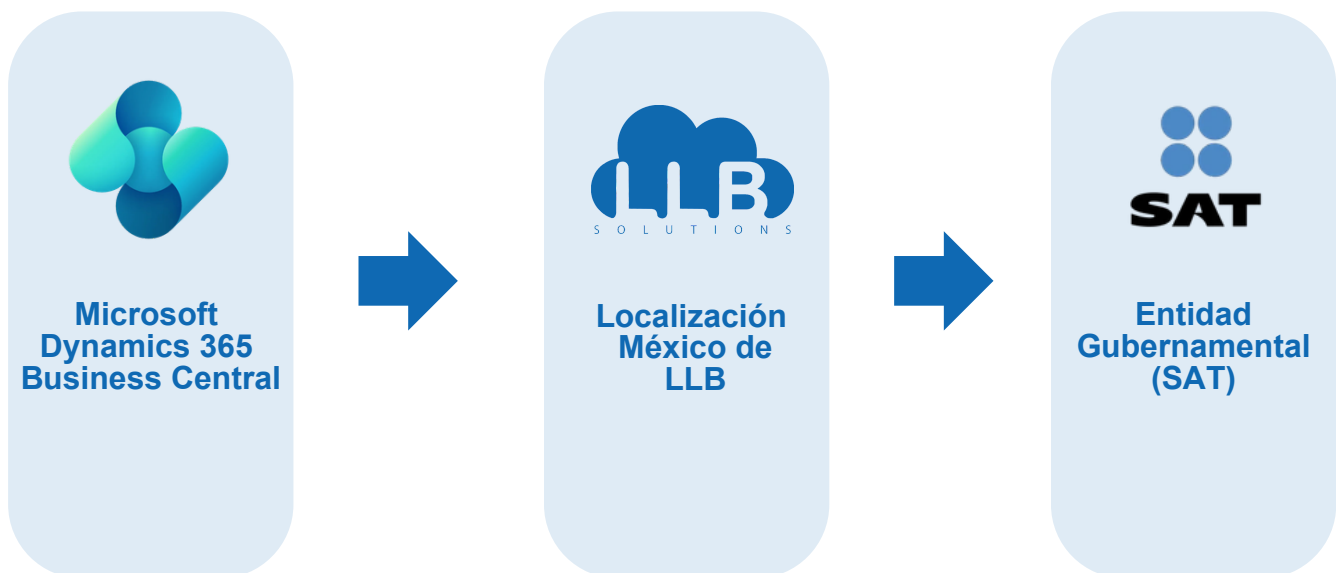 Microsoft
Dynamics 365
Business Central
LLB
SOLUTIONS
Localización
México de
LLB
SAT
Entidad
Gubernamental
(SAT)